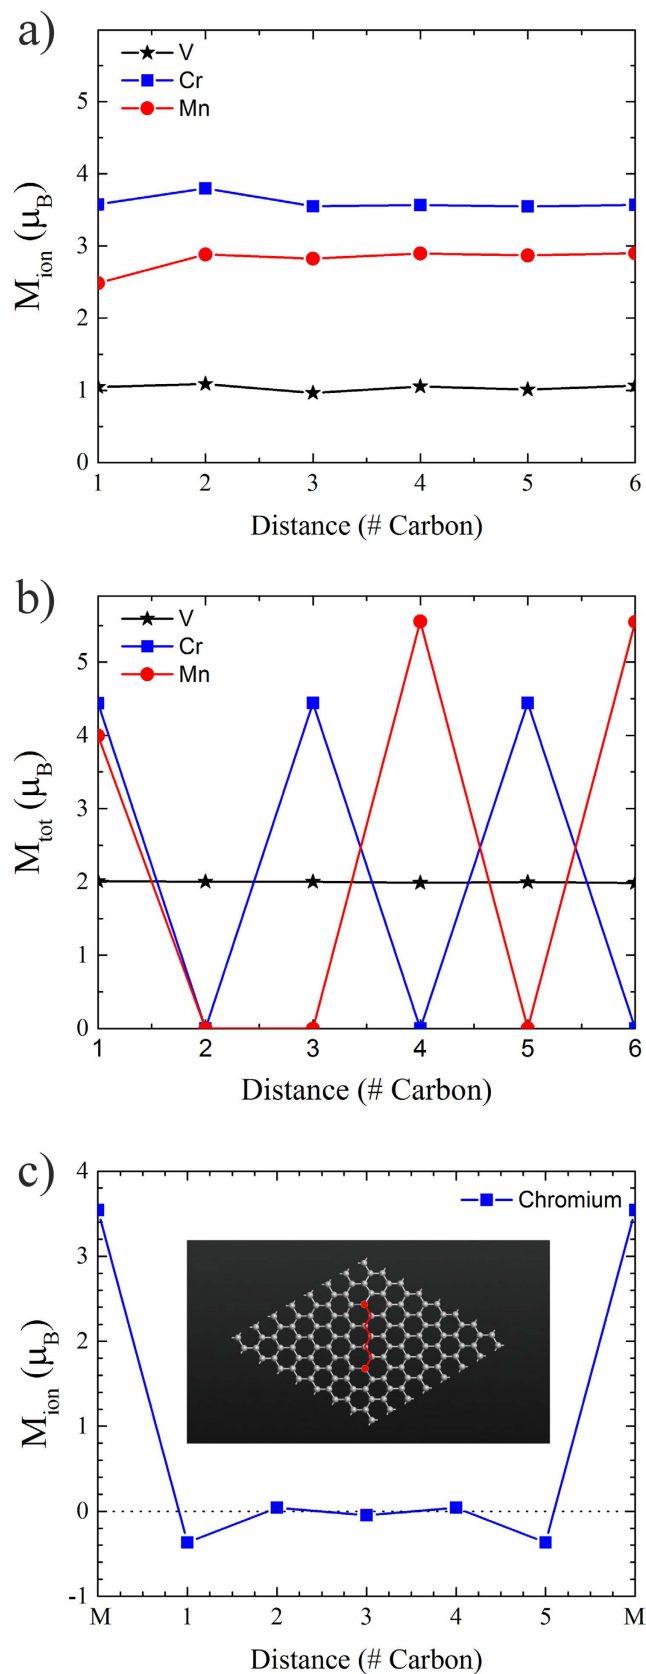 a)
V
Cr
Mn
M_ion (μ_B)
5
4
3
2
1
0
1 2 3 4 5 6
Distance (# Carbon)
b)
V
Cr
Mn
M_tot (μ_B)
5
4
3
2
1
0
1 2 3 4 5 6
Distance (# Carbon)
c)
Chromium
M_ion (μ_B)
4
3
2
1
0
-1
M 1 2 3 4 5 M
Distance (# Carbon)